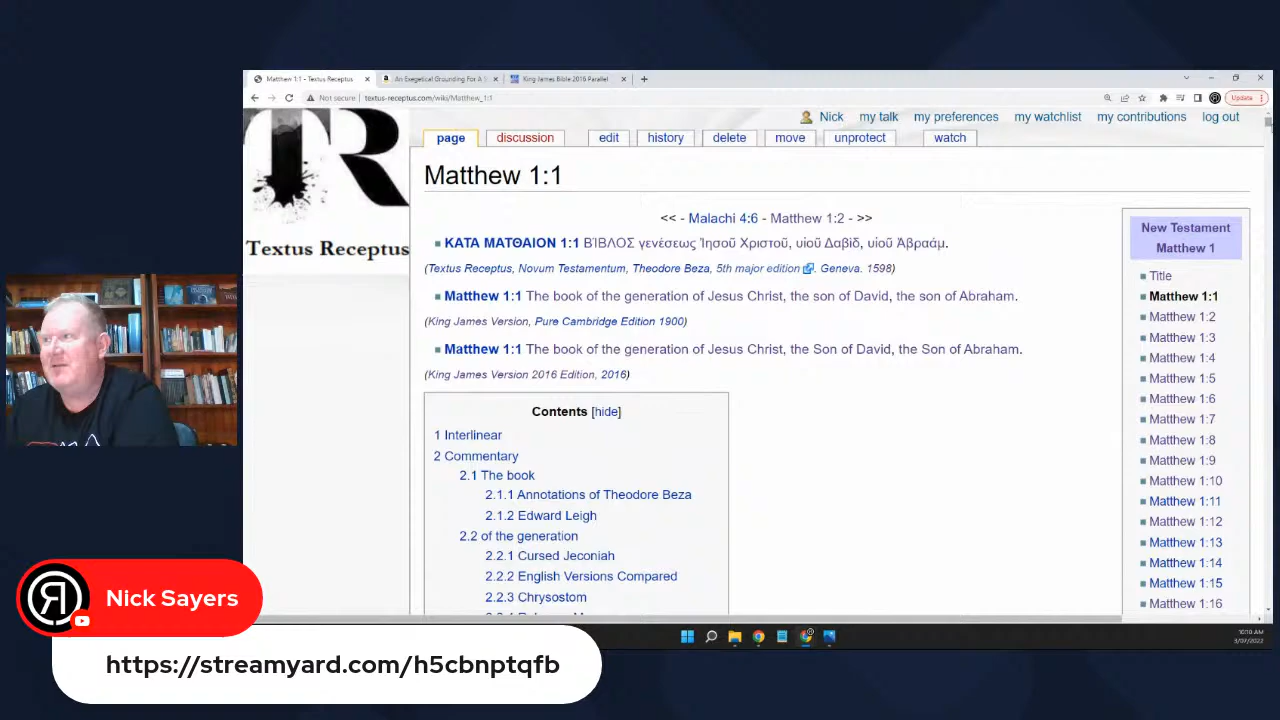 Matthew 1:1 - Textus Receptus
An Exegetical Grounding For A
King James Bible 2016 Parallel
Not secure | textus-receptus.com/wiki/Matthew_1:1
Update
Nick my talk my preferences my watchlist my contributions log out
page discussion edit history delete move unprotect watch
TR
Textus Receptus
Matthew 1:1
<< - Malachi 4:6 - Matthew 1:2 - >>
ΚΑΤΑ ΜΑΤΘΑΙΟΝ 1:1 ΒΊΒΛΟΣ γενέσεως Ἰησοῦ Χριστοῦ, υἱοῦ Δαβίδ, υἱοῦ Ἀβραάμ.
(Textus Receptus, Novum Testamentum, Theodore Beza, 5th major edition. Geneva. 1598)
Matthew 1:1 The book of the generation of Jesus Christ, the son of David, the son of Abraham.
(King James Version, Pure Cambridge Edition 1900)
Matthew 1:1 The book of the generation of Jesus Christ, the Son of David, the Son of Abraham.
(King James Version 2016 Edition, 2016)
Contents [hide]
1 Interlinear
2 Commentary
2.1 The book
2.1.1 Annotations of Theodore Beza
2.1.2 Edward Leigh
2.2 of the generation
2.2.1 Cursed Jeconiah
2.2.2 English Versions Compared
2.2.3 Chrysostom
New Testament
Matthew 1
Title
Matthew 1:1
Matthew 1:2
Matthew 1:3
Matthew 1:4
Matthew 1:5
Matthew 1:6
Matthew 1:7
Matthew 1:8
Matthew 1:9
Matthew 1:10
Matthew 1:11
Matthew 1:12
Matthew 1:13
Matthew 1:14
Matthew 1:15
Matthew 1:16
Nick Sayers
https://streamyard.com/h5cbnptqfb